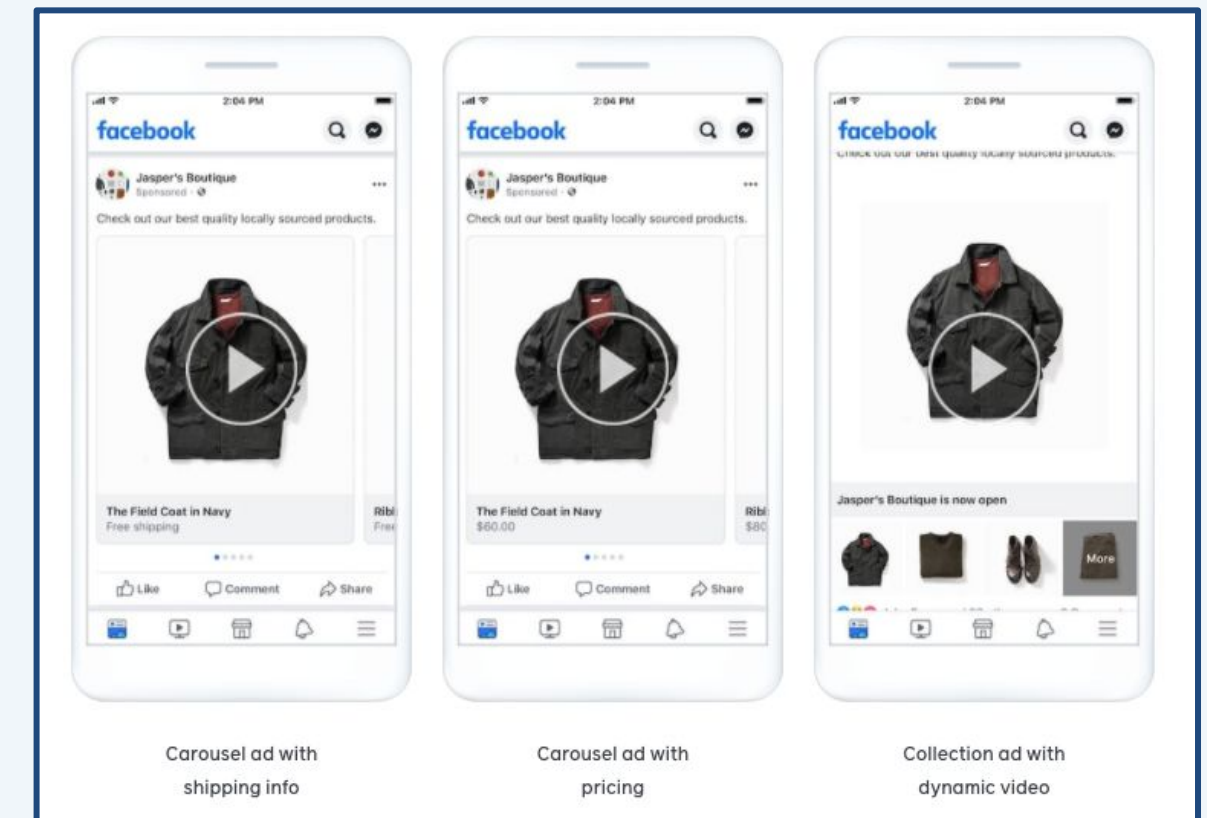 2:04 PM
facebook
Jasper's Boutique
Sponsored ·
Check out our best quality locally sourced products.
The Field Coat in Navy
Free shipping
Ribi
Free
Like Comment Share
Carousel ad with
shipping info
2:04 PM
facebook
Jasper's Boutique
Sponsored ·
Check out our best quality locally sourced products.
The Field Coat in Navy
$60.00
Ribi
$80
Like Comment Share
Carousel ad with
pricing
2:04 PM
facebook
Check out our best quality locally sourced products.
Jasper's Boutique is now open
More
Collection ad with
dynamic video